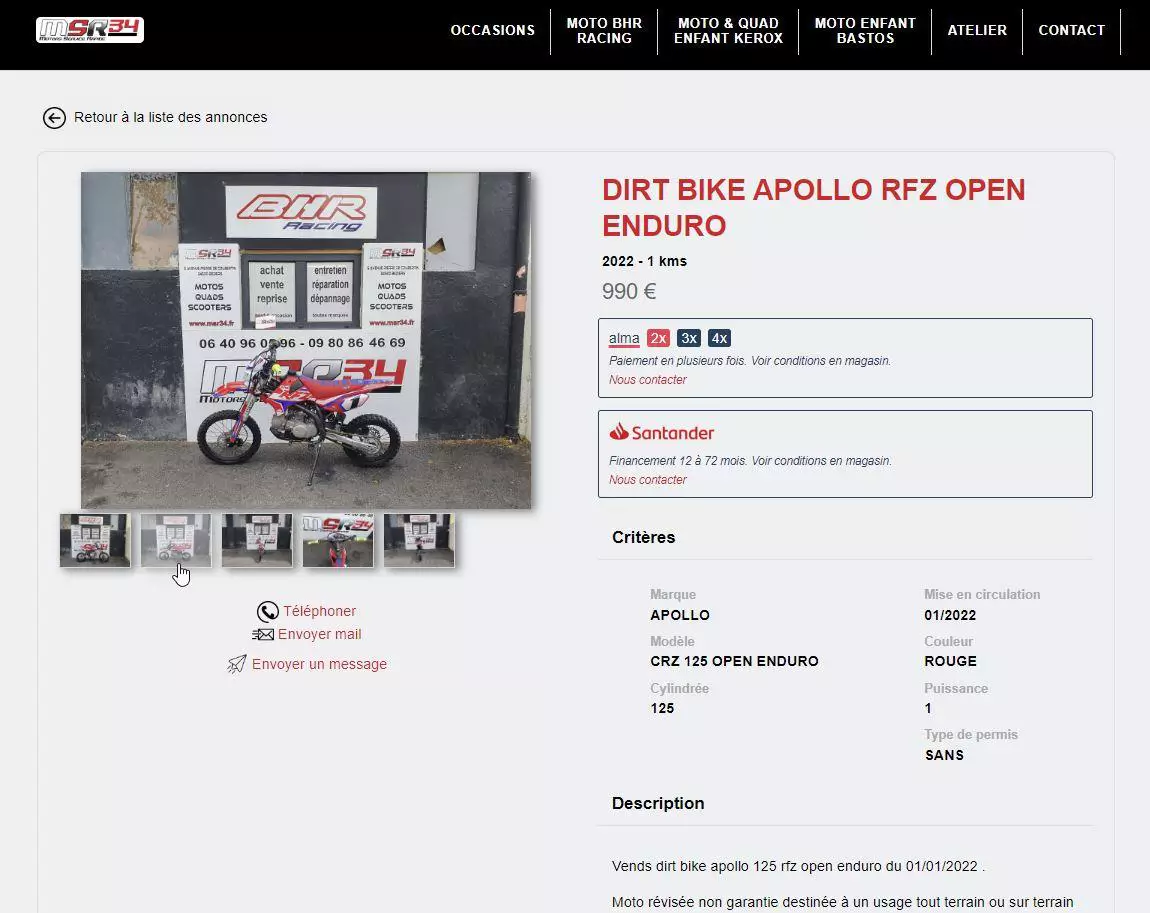 MSR34
Motors Service Rapide
OCCASIONS
MOTO BHR
RACING
MOTO & QUAD
ENFANT KEROX
MOTO ENFANT
BASTOS
ATELIER
CONTACT
Retour à la liste des annonces
BHR
Racing
MSR34
MOTOS
QUADS
SCOOTERS
www.msr34.fr
achat
vente
reprise
entretien
réparation
dépannage
toutes marques
MSR34
MOTOS
QUADS
SCOOTERS
www.msr34.fr
06 40 96 96 - 09 80 86 46 69
MSR34
Téléphoner
Envoyer mail
Envoyer un message
DIRT BIKE APOLLO RFZ OPEN
ENDURO
2022 - 1 kms
990 €
alma 2x 3x 4x
Paiement en plusieurs fois. Voir conditions en magasin.
Nous contacter
Santander
Financement 12 à 72 mois. Voir conditions en magasin.
Nous contacter
Critères
Marque
APOLLO
Modèle
CRZ 125 OPEN ENDURO
Cylindrée
125
Mise en circulation
01/2022
Couleur
ROUGE
Puissance
1
Type de permis
SANS
Description
Vends dirt bike apollo 125 rfz open enduro du 01/01/2022 .
Moto révisée non garantie destinée à un usage tout terrain ou sur terrain